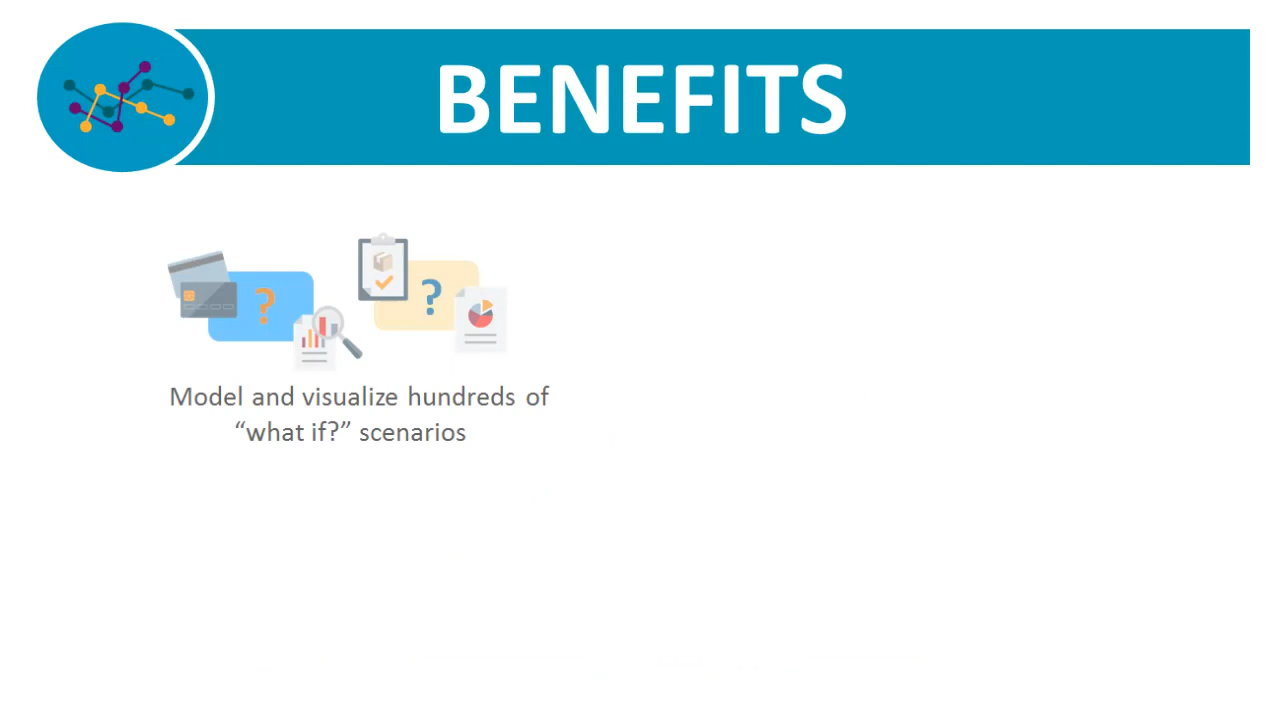 BENEFITS
?
?
Model and visualize hundreds of
“what if?” scenarios